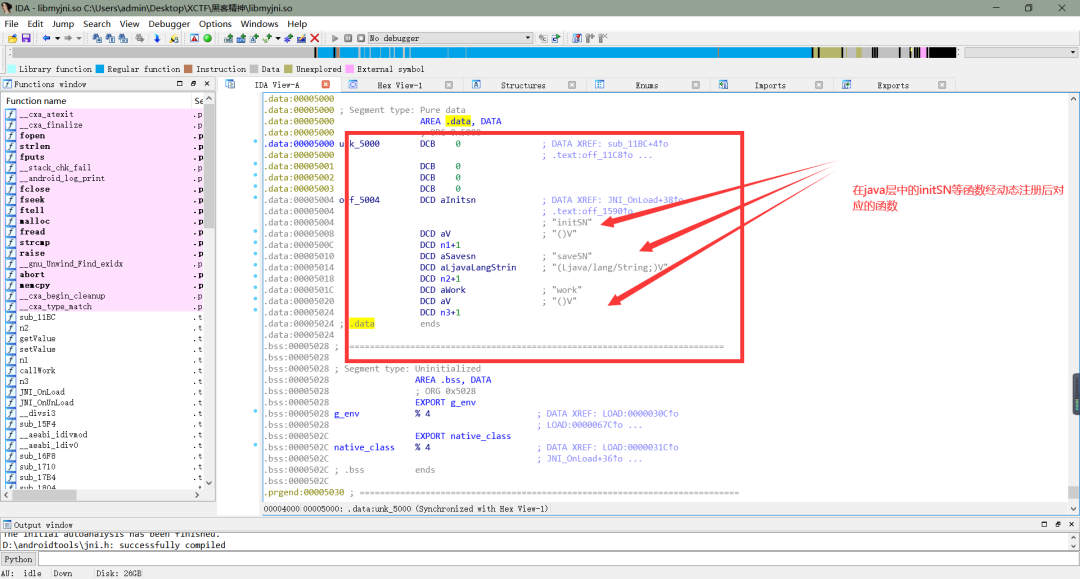 IDA - libmyjni.so C:\Users\admin\Desktop\XCTF\黑客精神\libmyjni.so
File Edit Jump Search View Debugger Options Windows Help
No debugger
Library function Regular function Instruction Data Unexplored External symbol
Functions window
IDA View-A Hex View-1 Structures Enums Imports Exports
Function name Se
__cxa_atexit .p
__cxa_finalize .p
fopen .p
strlen .p
fputs .p
__stack_chk_fail .p
__android_log_print .p
fclose .p
fseek .p
ftell .p
malloc .p
fread .p
strcmp .p
raise .p
__gnu_Unwind_Find_exidx .p
abort .p
memcpy .p
__cxa_begin_cleanup .p
__cxa_type_match .p
sub_11BC .t
n2 .t
getValue .t
setValue .t
n1 .t
callWork .t
n3 .t
JNI_OnLoad .t
JNI_OnUnLoad .t
__divsi3 .t
sub_15F4 .t
__aeabi_idivmod .t
__aeabi_ldiv0 .t
sub_16F8 .t
sub_1710 .t
sub_17B4 .t
sub_1804 .t
.data:00005000
.data:00005000 ; Segment type: Pure data
.data:00005000 AREA .data, DATA
.data:00005000 ; ORG 0x5000
.data:00005000 unk_5000 DCB 0 ; DATA XREF: sub_11BC+4↑o
.data:00005000 ; .text:off_11C8↑o ...
.data:00005001 DCB 0
.data:00005002 DCB 0
.data:00005003 DCB 0
.data:00005004 off_5004 DCD aInitsn ; DATA XREF: JNI_OnLoad+38↑o
.data:00005004 ; .text:off_1590↑o
.data:00005004 ; "initSN"
.data:00005008 DCD aV ; "()V"
.data:0000500C DCD n1+1
.data:00005010 DCD aSavesn ; "saveSN"
.data:00005014 DCD aLjavaLangStrin ; "(Ljava/lang/String;)V"
.data:00005018 DCD n2+1
.data:0000501C DCD aWork ; "work"
.data:00005020 DCD aV ; "()V"
.data:00005024 DCD n3+1
.data:00005024 ; .data ends
.data:00005024
.bss:00005028 ; ===========================================================================
.bss:00005028
.bss:00005028 ; Segment type: Uninitialized
.bss:00005028 AREA .bss, DATA
.bss:00005028 ; ORG 0x5028
.bss:00005028 EXPORT g_env
.bss:00005028 g_env % 4 ; DATA XREF: LOAD:0000030C↑o
.bss:00005028 ; LOAD:0000067C↑o ...
.bss:0000502C EXPORT native_class
.bss:0000502C native_class % 4 ; DATA XREF: LOAD:0000031C↑o
.bss:0000502C ; JNI_OnLoad+36↑o ...
.bss:0000502C ; .bss ends
.bss:0000502C
.prgend:00005030 ; ===========================================================================
在java层中的initSN等函数经动态注册后对
应的函数
00004000 00005000: .data:unk_5000 (Synchronized with Hex View-1)
Output window
The initial autoanalysis has been finished.
D:\androidtools\jni.h: successfully compiled
Python
AU: idle Down Disk: 26GB